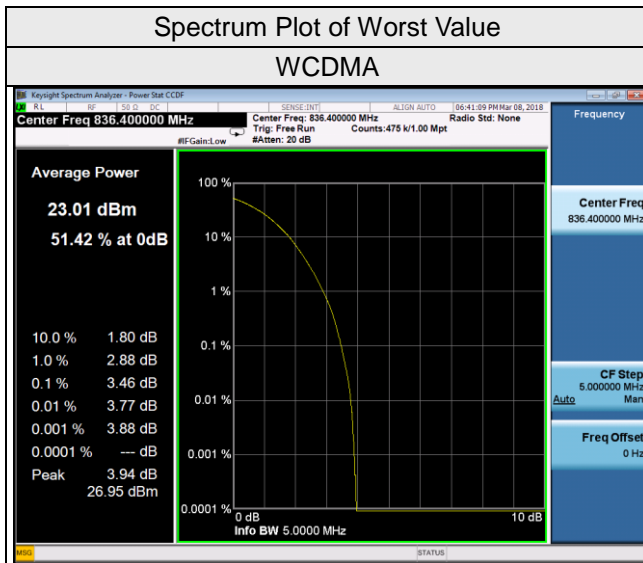 Spectrum Plot of Worst Value
WCDMA
Keysight Spectrum Analyzer - Power Stat CCDF
LXI RL RF 50 Ω DC SENSE:INT ALIGN AUTO 06:41:09 PM Mar 08, 2018
Center Freq 836.400000 MHz
Center Freq: 836.400000 MHz Radio Std: None
Trig: Free Run Counts:475 k/1.00 Mpt
#IFGain:Low #Atten: 20 dB
Frequency
Average Power
23.01 dBm
51.42 % at 0dB
10.0 % 1.80 dB
1.0 % 2.88 dB
0.1 % 3.46 dB
0.01 % 3.77 dB
0.001 % 3.88 dB
0.0001 % --- dB
Peak 3.94 dB
26.95 dBm
100 %
10 %
1 %
0.1 %
0.01 %
0.001 %
0.0001 %
0 dB 10 dB
Info BW 5.0000 MHz
Center Freq
836.400000 MHz
CF Step
5.000000 MHz
Auto Man
Freq Offset
0 Hz
MSG STATUS